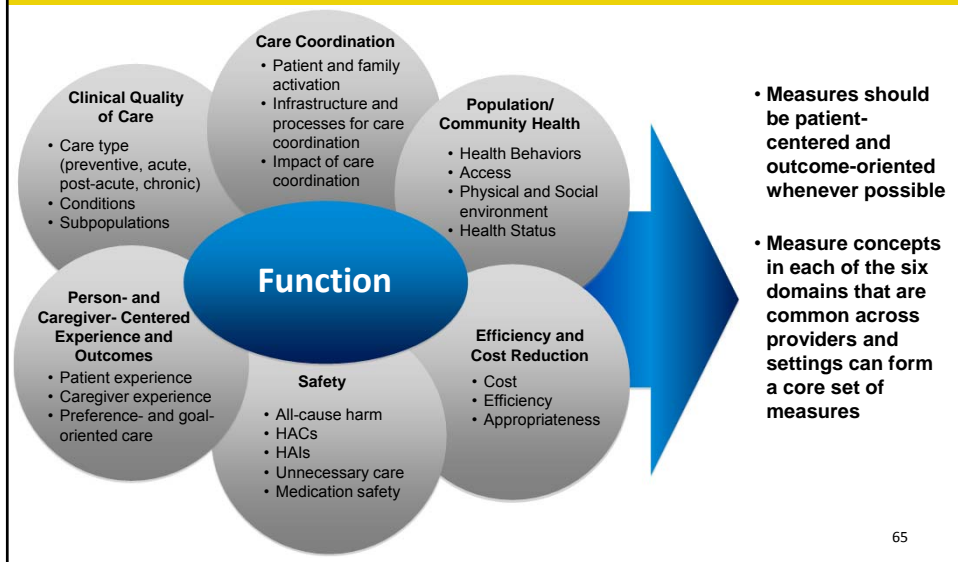 Care Coordination
• Patient and family
activation
• Infrastructure and
processes for care
coordination
• Impact of care
coordination
Clinical Quality
of Care
• Care type
(preventive, acute,
post-acute, chronic)
• Conditions
• Subpopulations
Population/
Community Health
• Health Behaviors
• Access
• Physical and Social
environment
• Health Status
Function
Person- and
Caregiver- Centered
Experience and
Outcomes
• Patient experience
• Caregiver experience
• Preference- and goal-
oriented care
Safety
• All-cause harm
• HACs
• HAIs
• Unnecessary care
• Medication safety
Efficiency and
Cost Reduction
• Cost
• Efficiency
• Appropriateness
• Measures should
be patient-
centered and
outcome-oriented
whenever possible
• Measure concepts
in each of the six
domains that are
common across
providers and
settings can form
a core set of
measures
65